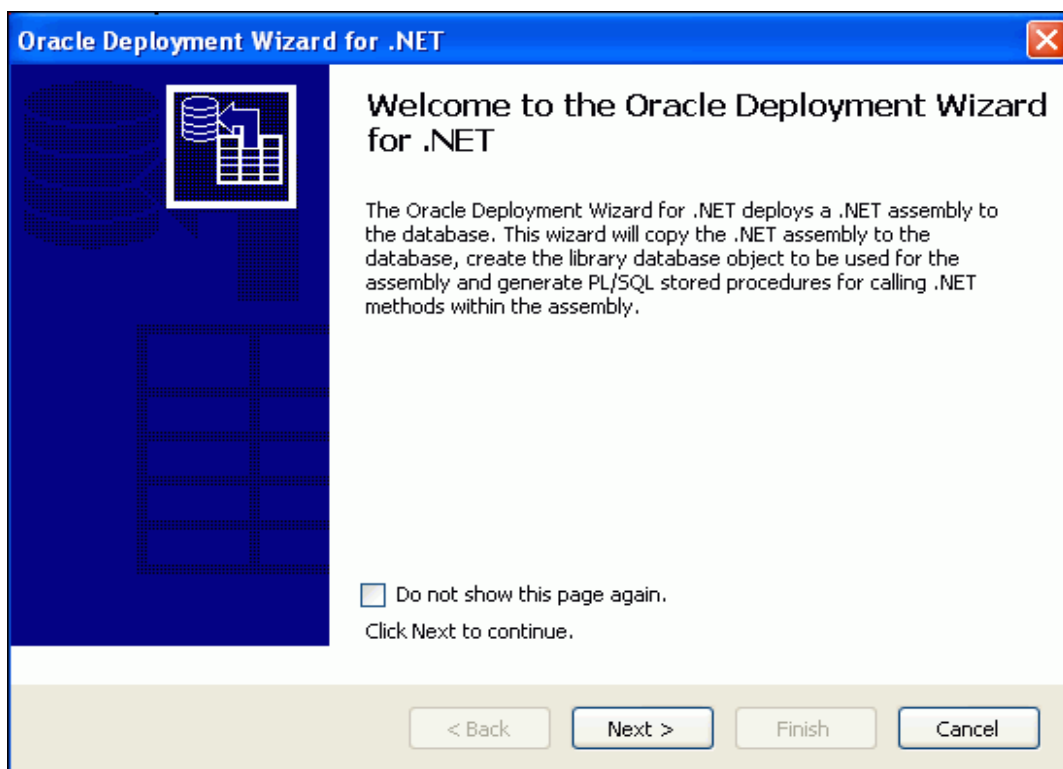 Oracle Deployment Wizard for .NET
Welcome to the Oracle Deployment Wizard
for .NET
The Oracle Deployment Wizard for .NET deploys a .NET assembly to
the database. This wizard will copy the .NET assembly to the
database, create the library database object to be used for the
assembly and generate PL/SQL stored procedures for calling .NET
methods within the assembly.
Do not show this page again.
Click Next to continue.
< Back
Next >
Finish
Cancel